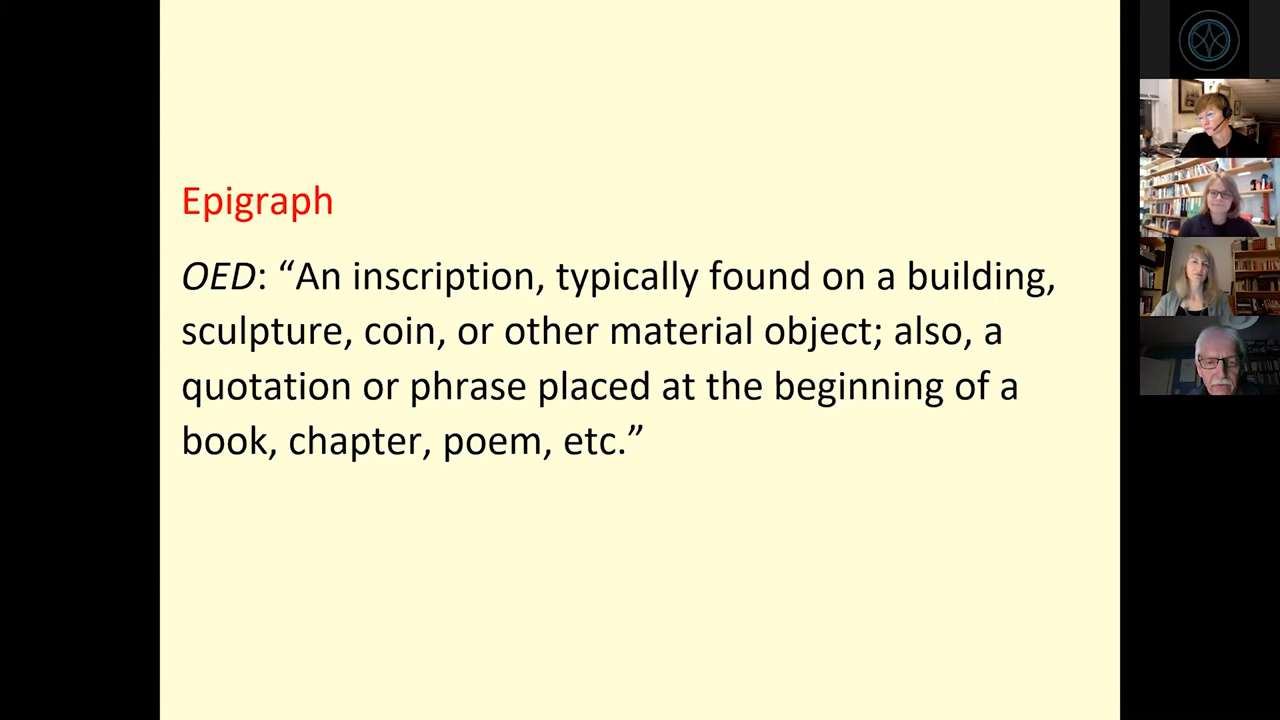 Epigraph
OED: “An inscription, typically found on a building,
sculpture, coin, or other material object; also, a
quotation or phrase placed at the beginning of a
book, chapter, poem, etc.”